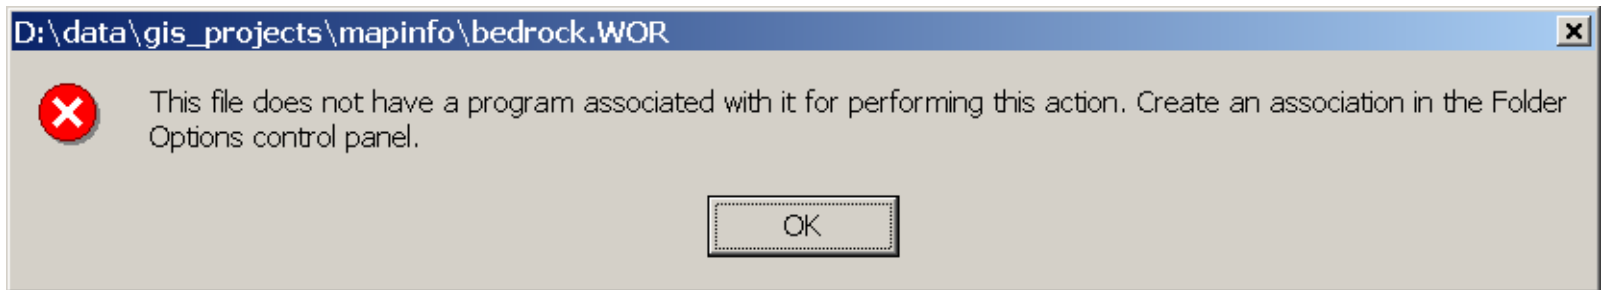 D:\data\gis_projects\mapinfo\bedrock.WOR
This file does not have a program associated with it for performing this action. Create an association in the Folder
Options control panel.
OK